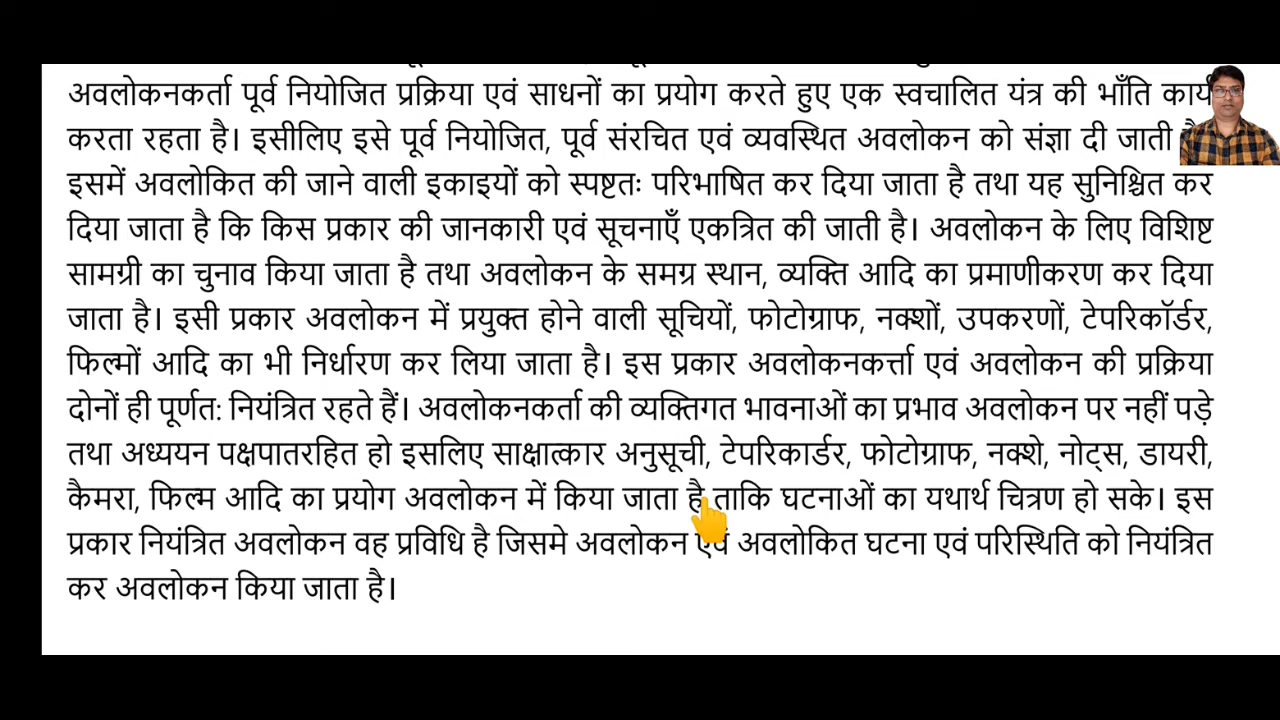 अवलोकनकर्ता पूर्व नियोजित प्रक्रिया एवं साधनों का प्रयोग करते हुए एक स्वचालित यंत्र की भाँति कार्य
करता रहता है। इसीलिए इसे पूर्व नियोजित, पूर्व संरचित एवं व्यवस्थित अवलोकन को संज्ञा दी जाती
इसमें अवलोकित की जाने वाली इकाइयों को स्पष्टतः परिभाषित कर दिया जाता है तथा यह सुनिश्चित कर
दिया जाता है कि किस प्रकार की जानकारी एवं सूचनाएँ एकत्रित की जाती है। अवलोकन के लिए विशिष्ट
सामग्री का चुनाव किया जाता है तथा अवलोकन के समग्र स्थान, व्यक्ति आदि का प्रमाणीकरण कर दिया
जाता है। इसी प्रकार अवलोकन में प्रयुक्त होने वाली सूचियों, फोटोग्राफ, नक्शों, उपकरणों, टेपरिकॉर्डर,
फिल्मों आदि का भी निर्धारण कर लिया जाता है। इस प्रकार अवलोकनकर्त्ता एवं अवलोकन की प्रक्रिया
दोनों ही पूर्णत: नियंत्रित रहते हैं। अवलोकनकर्ता की व्यक्तिगत भावनाओं का प्रभाव अवलोकन पर नहीं पड़े
तथा अध्ययन पक्षपातरहित हो इसलिए साक्षात्कार अनुसूची, टेपरिकार्डर, फोटोग्राफ, नक्शे, नोट्स, डायरी,
कैमरा, फिल्म आदि का प्रयोग अवलोकन में किया जाता है ताकि घटनाओं का यथार्थ चित्रण हो सके। इस
प्रकार नियंत्रित अवलोकन वह प्रविधि है जिसमे अवलोकन एवं अवलोकित घटना एवं परिस्थिति को नियंत्रित
कर अवलोकन किया जाता है।